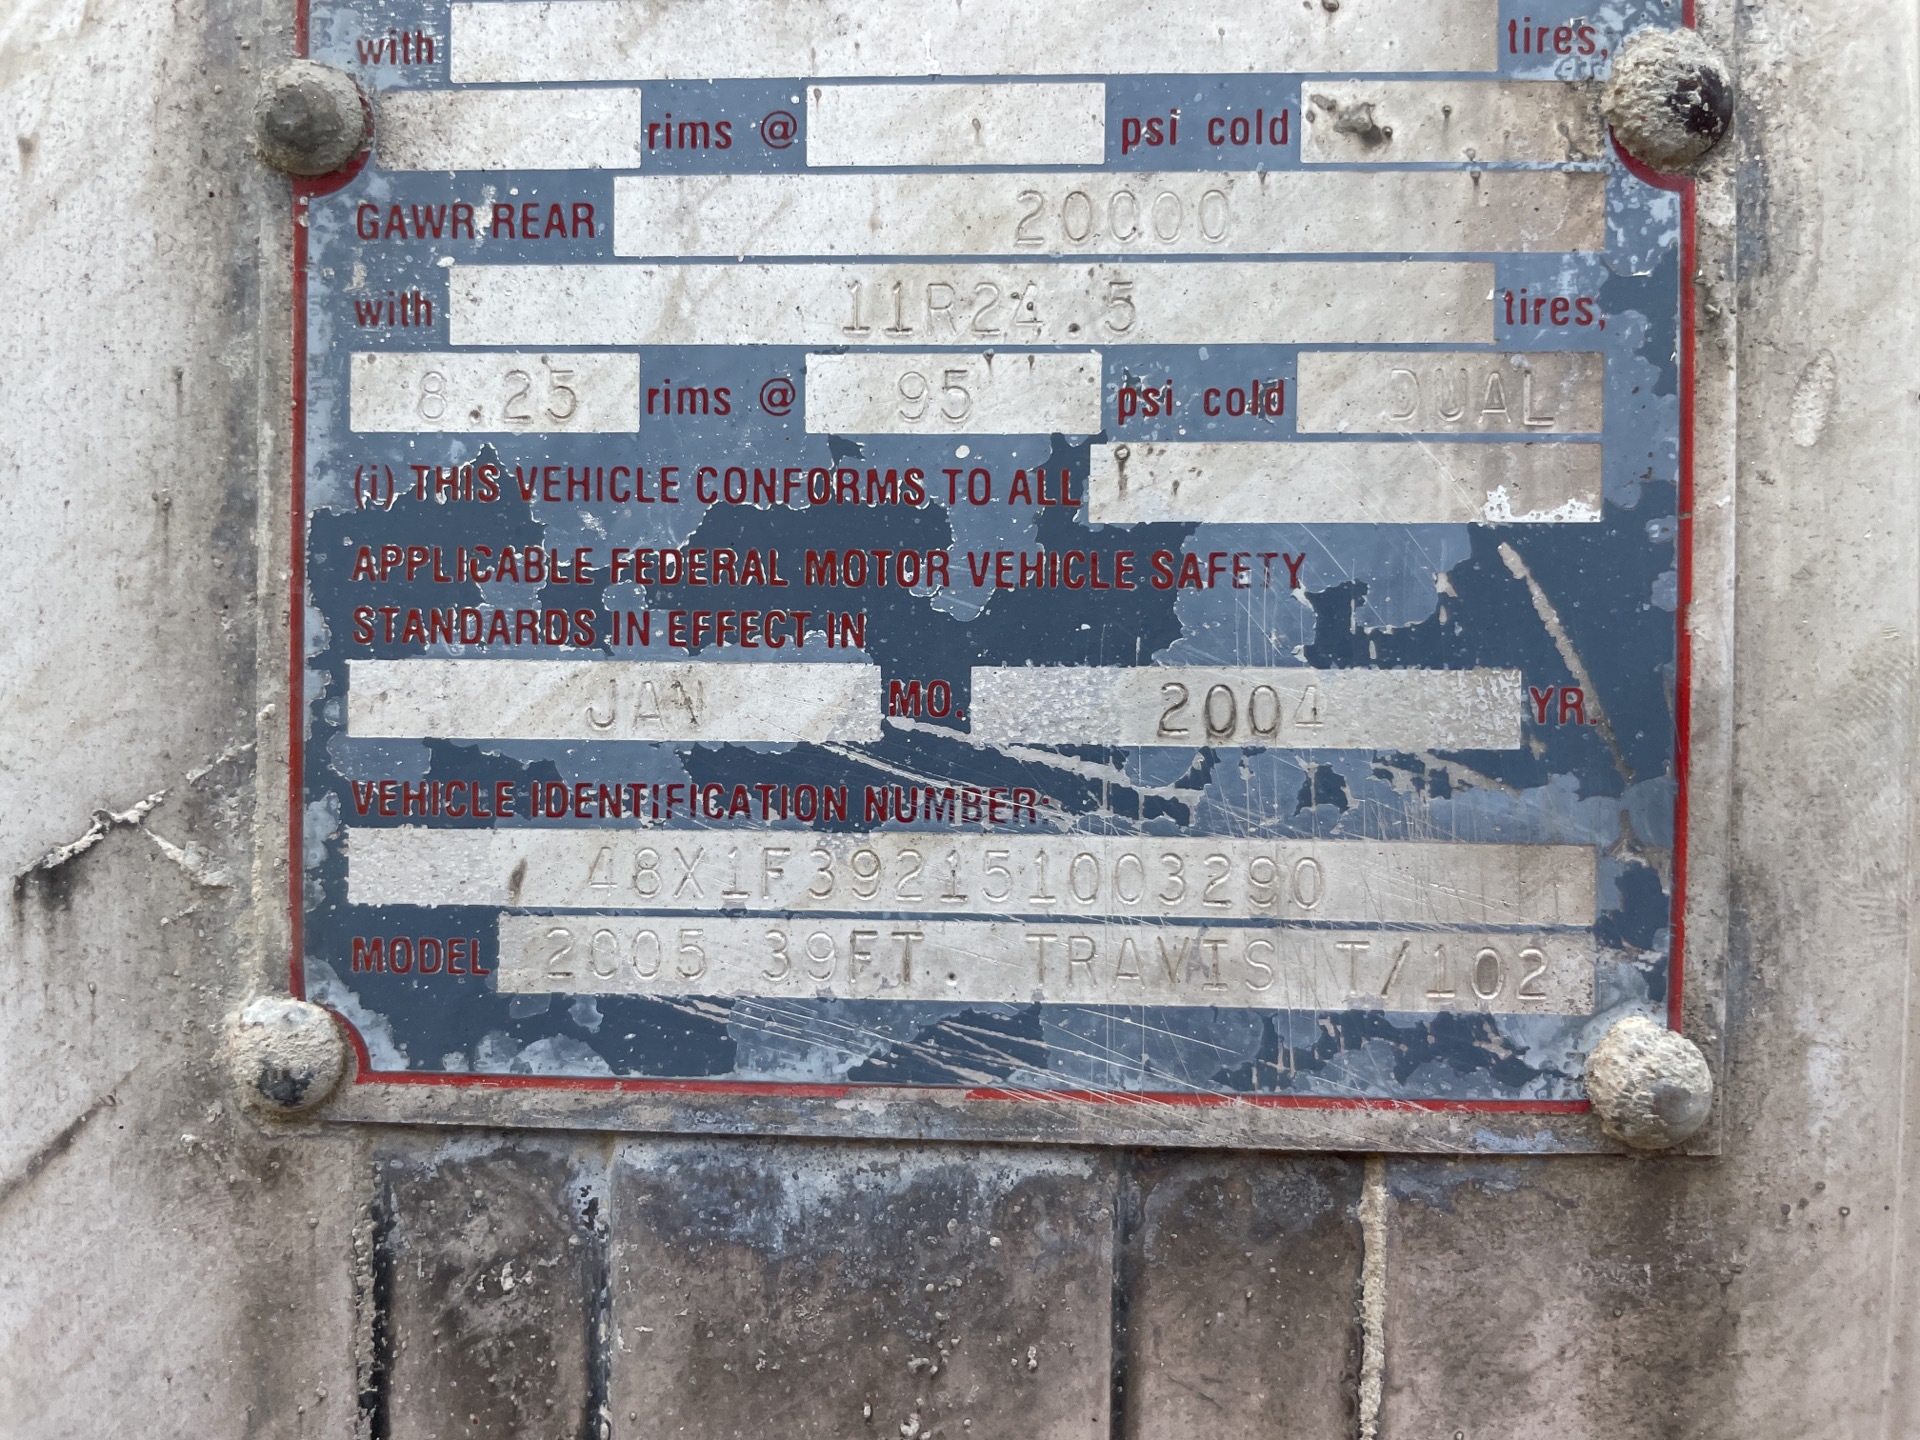 with tires,
rims @ psi cold
GAWR REAR 20000
with 11R24.5 tires,
8.25 rims @ 95 psi cold DUAL
(i) THIS VEHICLE CONFORMS TO ALL
APPLICABLE FEDERAL MOTOR VEHICLE SAFETY
STANDARDS IN EFFECT IN
JAN MO. 2004 YR.
VEHICLE IDENTIFICATION NUMBER:
48X1F392151003290
MODEL 2005 39FT. TRAVIS T/102